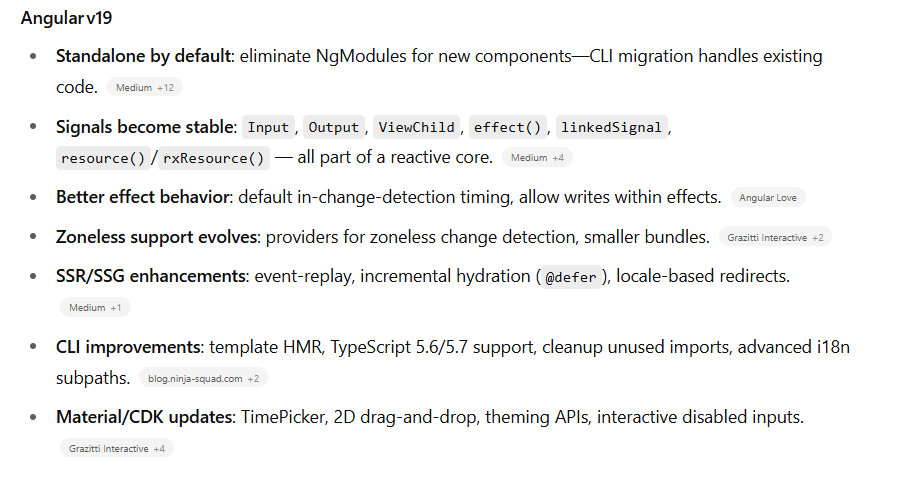 Angular v19
• Standalone by default: eliminate NgModules for new components—CLI migration handles existing
code. Medium +12
• Signals become stable: Input, Output, ViewChild, effect(), linkedSignal,
resource()/rxResource() — all part of a reactive core. Medium +4
• Better effect behavior: default in-change-detection timing, allow writes within effects. Angular Love
• Zoneless support evolves: providers for zoneless change detection, smaller bundles. Grazitti Interactive +2
• SSR/SSG enhancements: event-replay, incremental hydration (@defer), locale-based redirects.
Medium +1
• CLI improvements: template HMR, TypeScript 5.6/5.7 support, cleanup unused imports, advanced i18n
subpaths. blog.ninja-squad.com +2
• Material/CDK updates: TimePicker, 2D drag-and-drop, theming APIs, interactive disabled inputs.
Grazitti Interactive +4